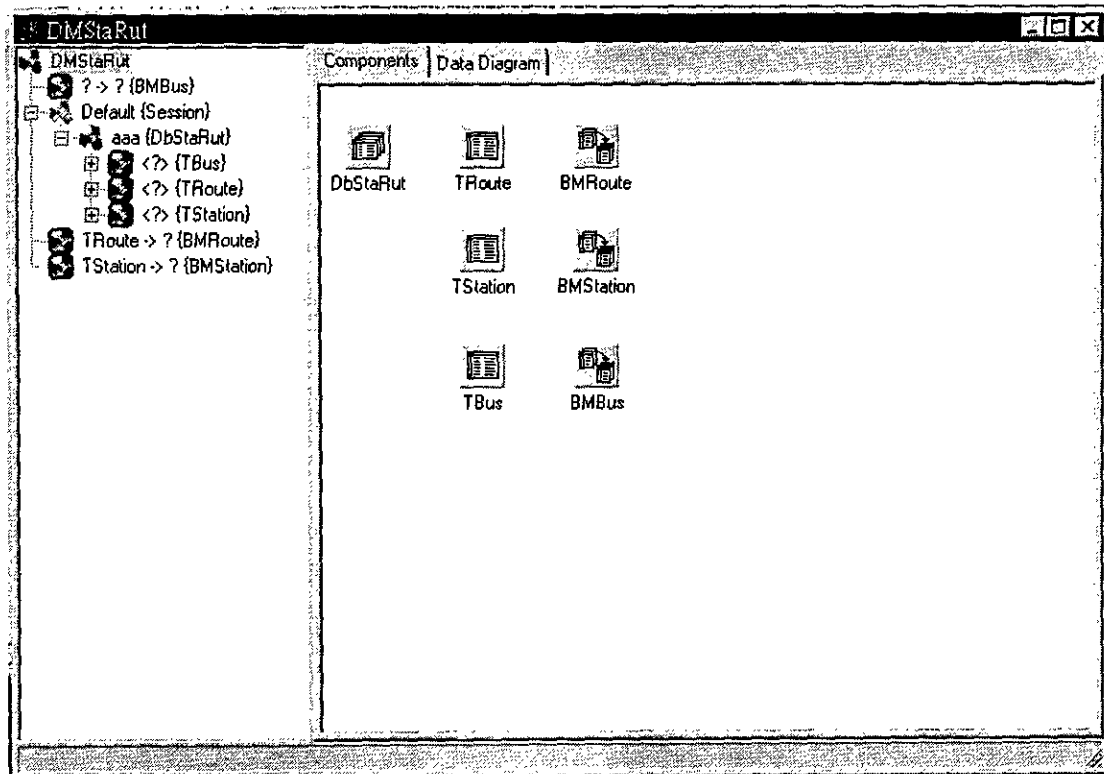 DMStaRut
DMStaRut
? -> ? {BMBus}
Default {Session}
aaa {DbStaRut}
<?> {TBus}
<?> {TRoute}
<?> {TStation}
TRoute -> ? {BMRoute}
TStation -> ? {BMStation}
Components Data Diagram
DbStaRut TRoute BMRoute
TStation BMStation
TBus BMBus